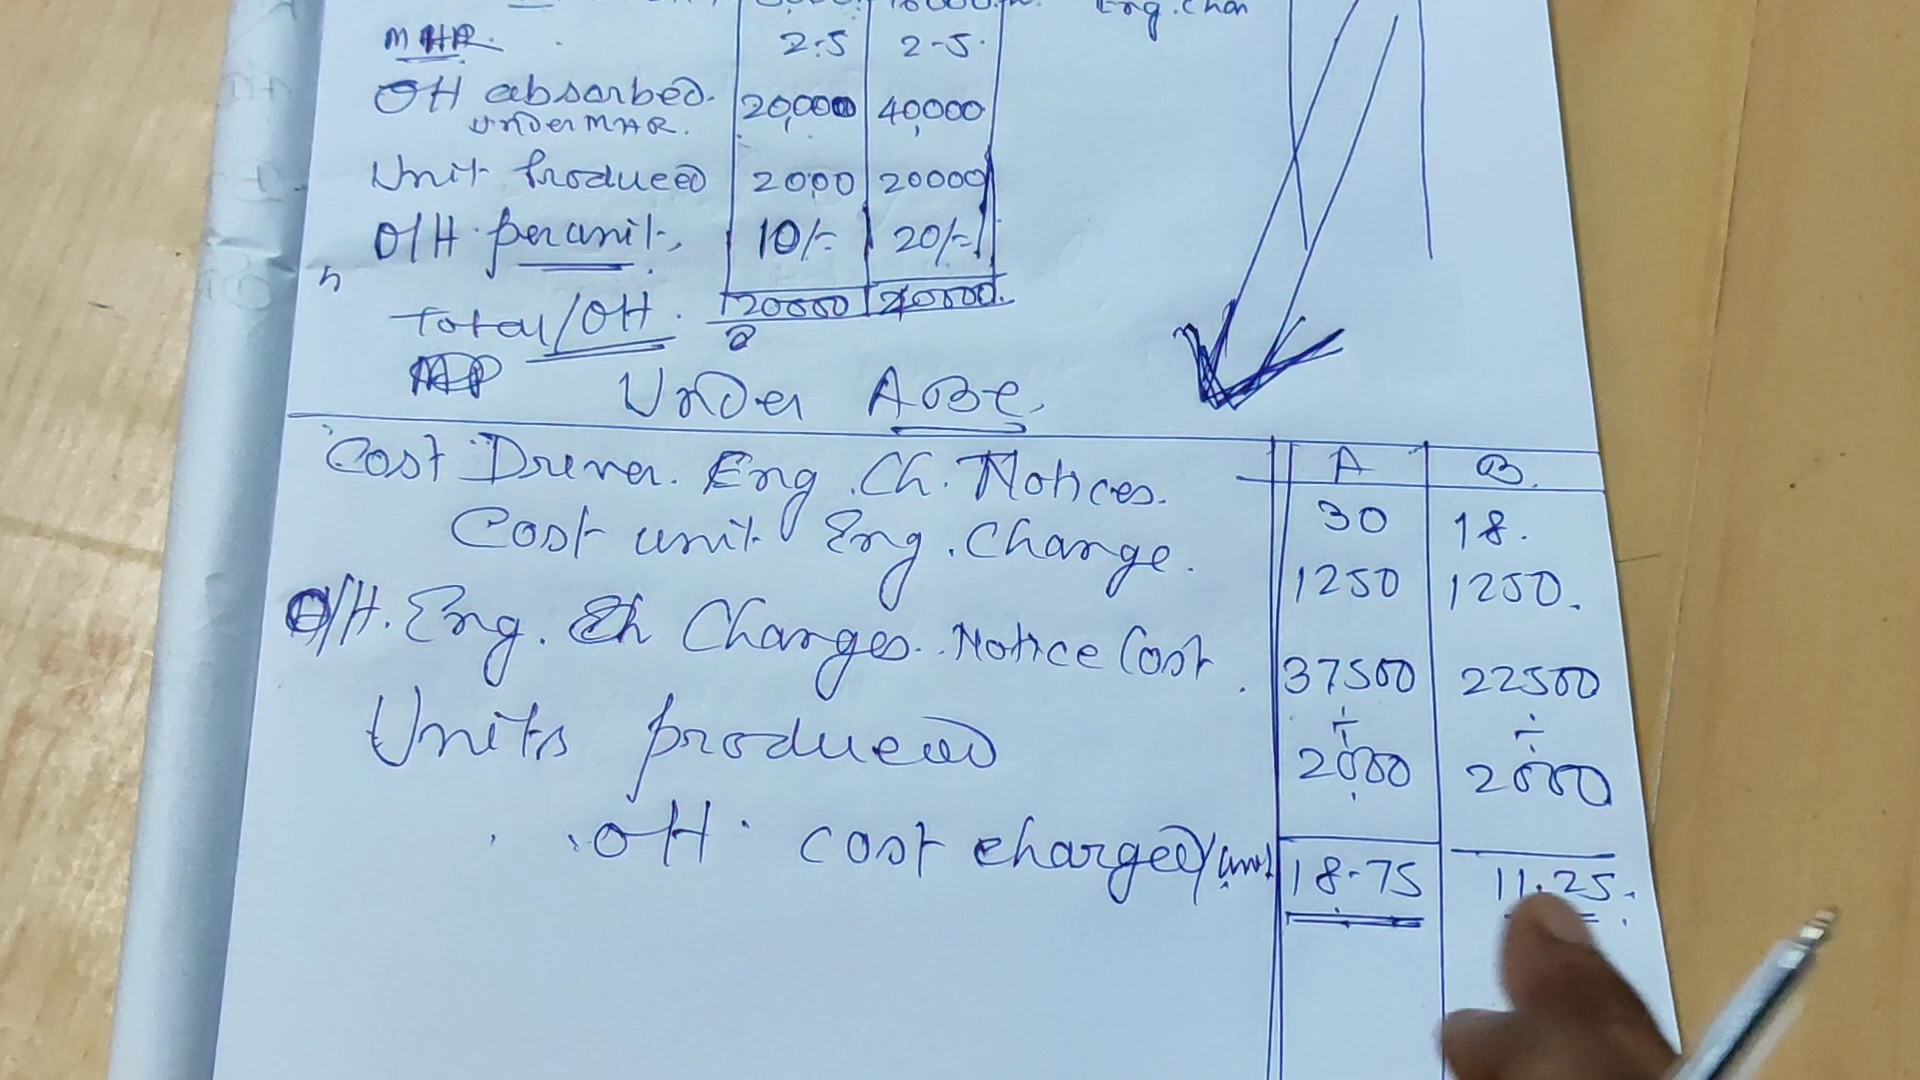 Eng. Chan
MHR. 2.5 2-5.
OH absorbed. 20,000 40,000
under MHR.
Unit Produced 2000 20000
O/H per unit, 10/- 20/-
Total/OH. 20000
Under ABC,
A B.
Cost Driver. Eng. Ch. Notices. 30 18.
Cost unit Eng. Change. 1250 1250.
O/H. Eng. Ch Charges. Notice Cost. 37500 22500
÷ ÷
Units produced 2000 2000
OH. cost charged/unit 18.75 11.25.